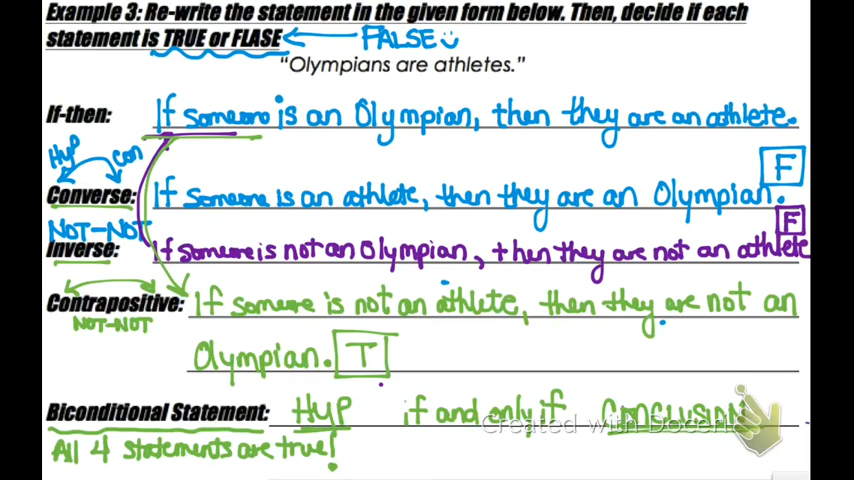 Example 3: Re-write the statement in the given form below. Then, decide if each
statement is TRUE or FLASE FALSE
"Olympians are athletes."
If-then: If someone is an Olympian, then they are an athlete.
Hyp con
F
Converse: If someone is an athlete, then they are an Olympian.
NOT-NOT
F
Inverse: If someone is not an Olympian, then they are not an athlete
Contrapositive: If someone is not an athlete, then they are not an
NOT-NOT
Olympian. T
Biconditional Statement: Hyp if and only if CONCLUSION
Created with Doceri
All 4 statements are true!